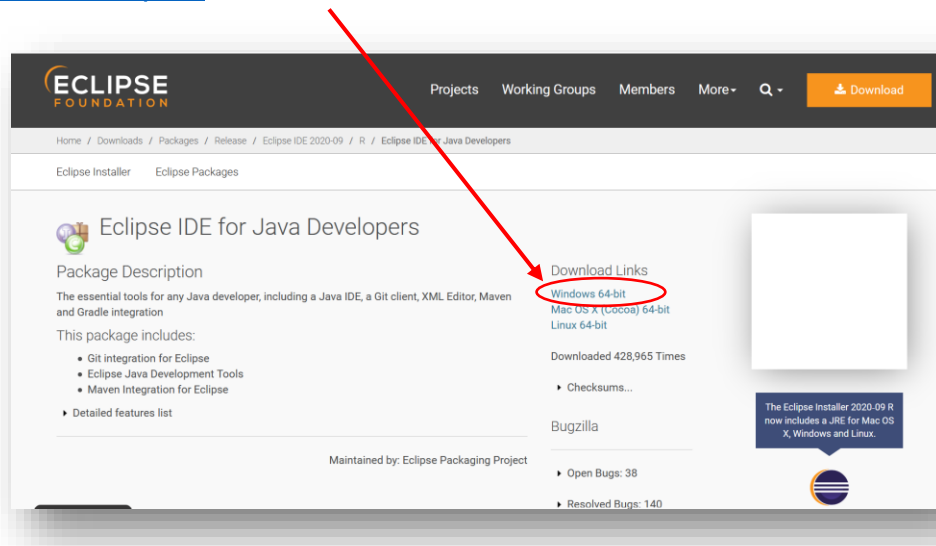 ECLIPSE
FOUNDATION
Projects Working Groups Members More Download
Home / Downloads / Packages / Release / Eclipse IDE 2020-09 / R / Eclipse IDE for Java Developers
Eclipse Installer Eclipse Packages
Eclipse IDE for Java Developers
Package Description
The essential tools for any Java developer, including a Java IDE, a Git client, XML Editor, Maven
and Gradle integration
This package includes:
Git integration for Eclipse
Eclipse Java Development Tools
Maven Integration for Eclipse
Detailed features list
Maintained by: Eclipse Packaging Project
Download Links
Windows 64-bit
Mac OS X (Cocoa) 64-bit
Linux 64-bit
Downloaded 428,965 Times
Checksums...
Bugzilla
Open Bugs: 38
Resolved Bugs: 140
The Eclipse Installer 2020-09 R
now includes a JRE for Mac OS
X, Windows and Linux.